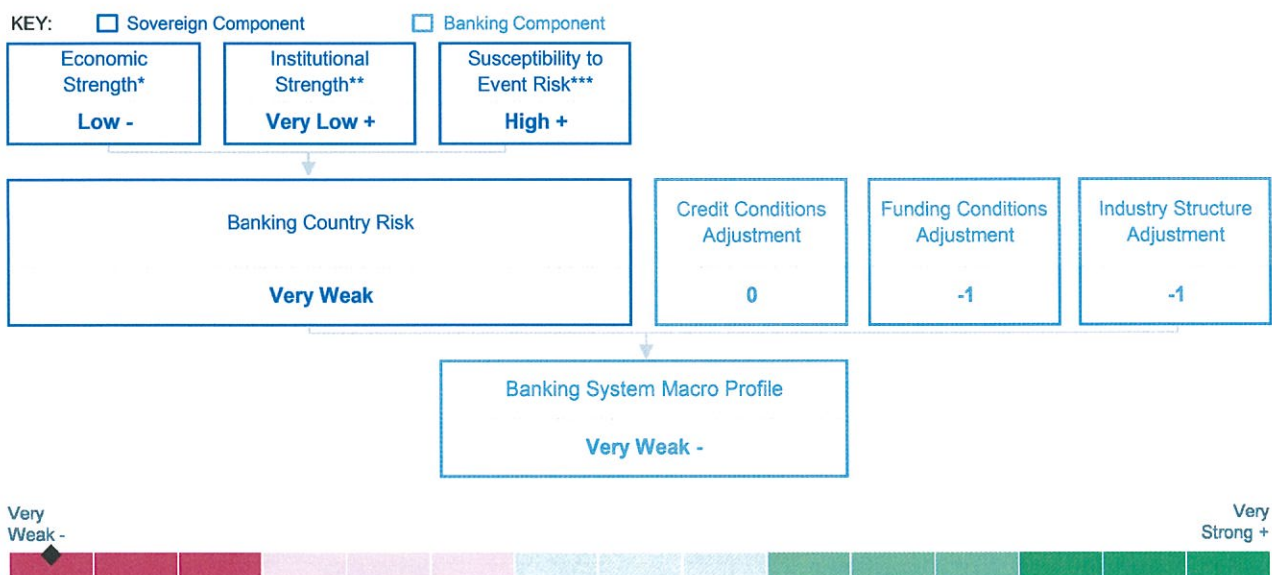 KEY: Sovereign Component Banking Component
Economic
Strength*
Low -
Institutional
Strength**
Very Low +
Susceptibility to
Event Risk***
High +
Banking Country Risk
Very Weak
Credit Conditions
Adjustment
0
Funding Conditions
Adjustment
-1
Industry Structure
Adjustment
-1
Banking System Macro Profile
Very Weak -
Very
Weak -
Very
Strong +